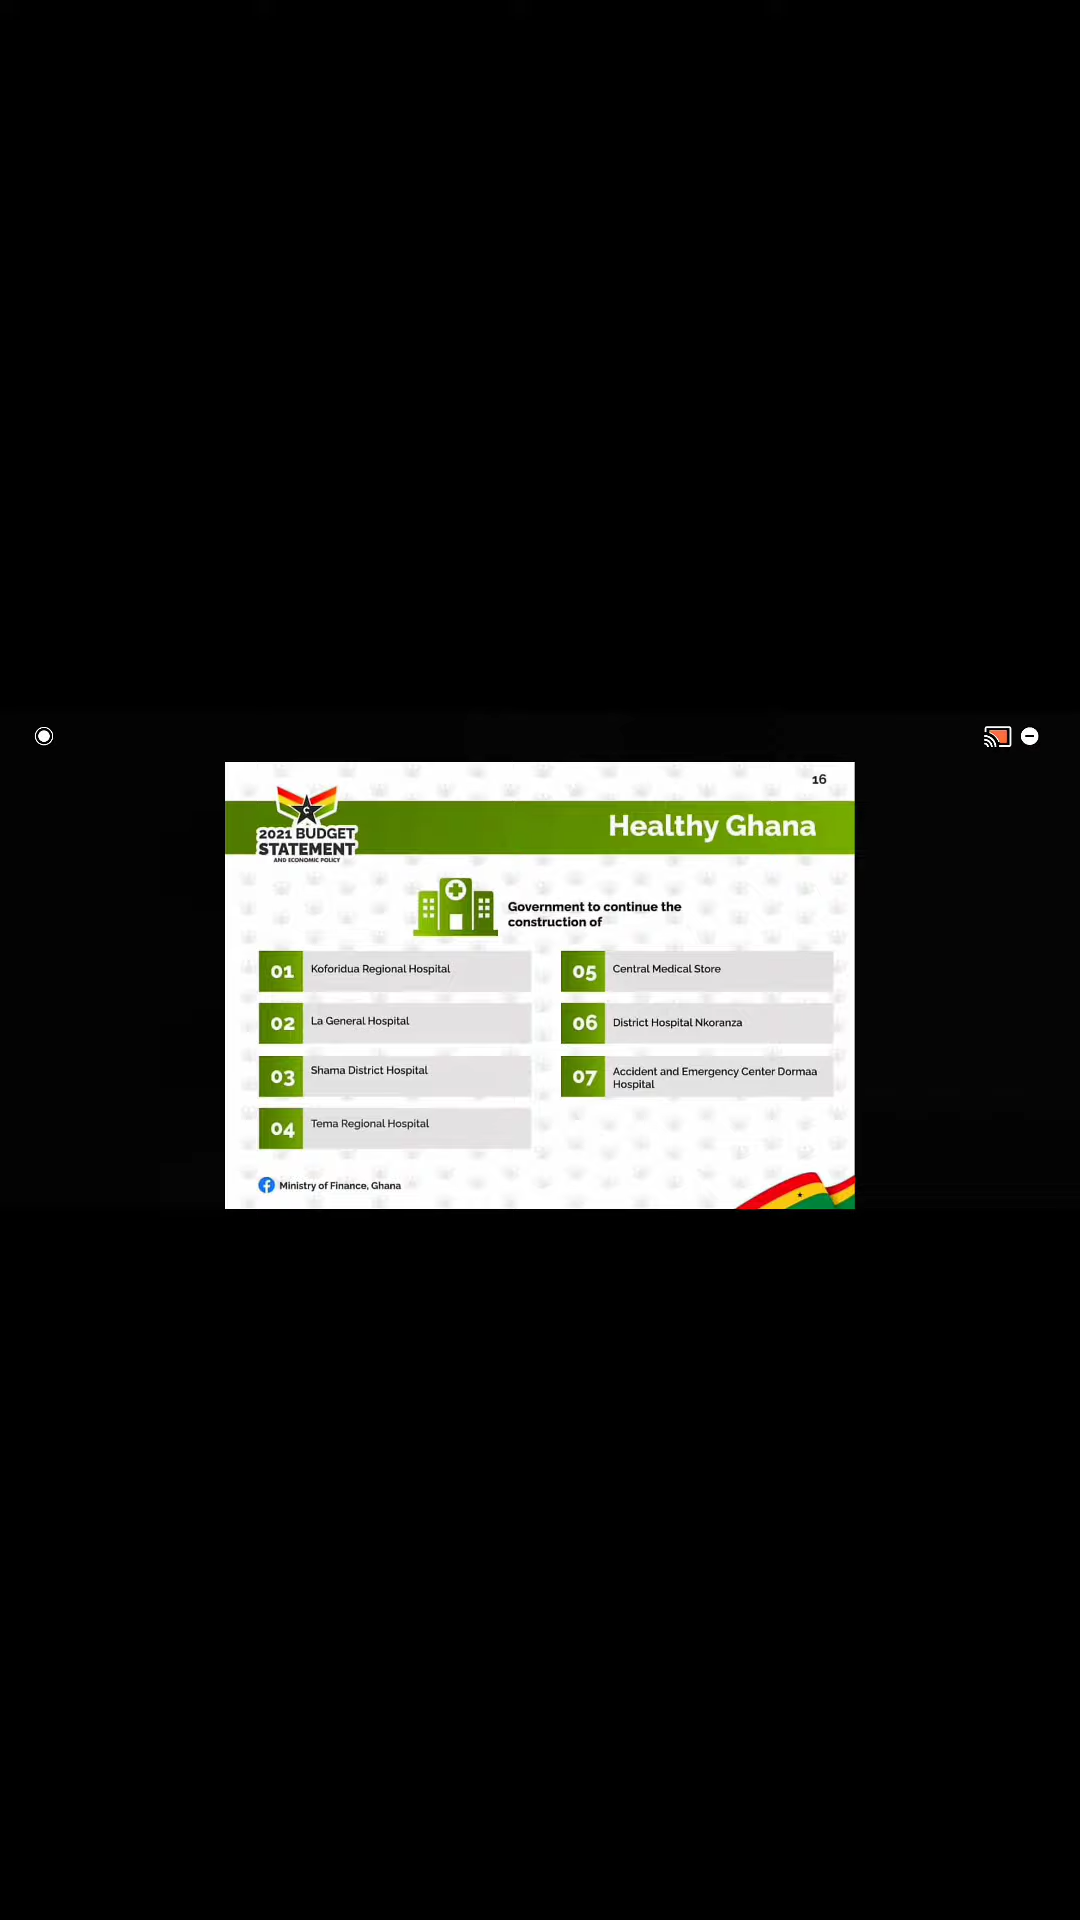 16
2021 BUDGET
STATEMENT
AND ECONOMIC POLICY
Healthy Ghana
Government to continue the
construction of
01 Koforidua Regional Hospital
02 La General Hospital
03 Shama District Hospital
04 Tema Regional Hospital
05 Central Medical Store
06 District Hospital Nkoranza
07 Accident and Emergency Center Dormaa
Hospital
Ministry of Finance, Ghana